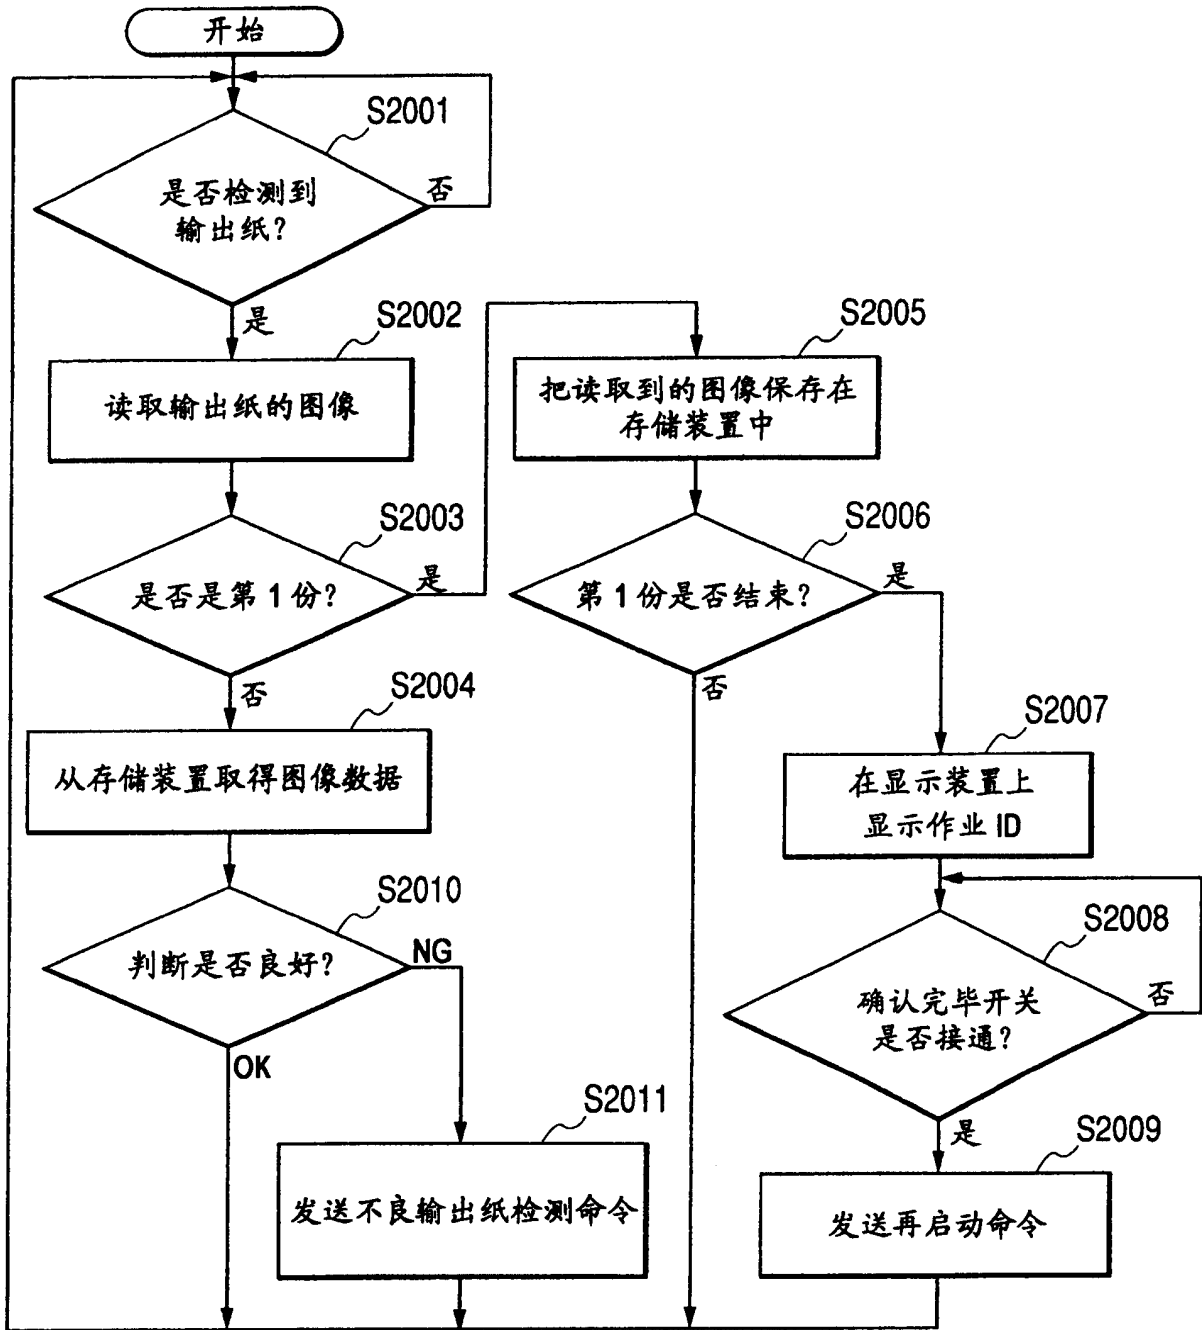 开始
S2001
是否检测到
输出纸?
否
是
S2002
读取输出纸的图像
S2003
是否是第1份?
是
否
S2004
从存储装置取得图像数据
S2010
判断是否良好?
NG
OK
S2011
发送不良输出纸检测命令
S2005
把读取到的图像保存在
存储装置中
S2006
第1份是否结束?
是
否
S2007
在显示装置上
显示作业ID
S2008
确认完毕开关
是否接通?
否
是
S2009
发送再启动命令